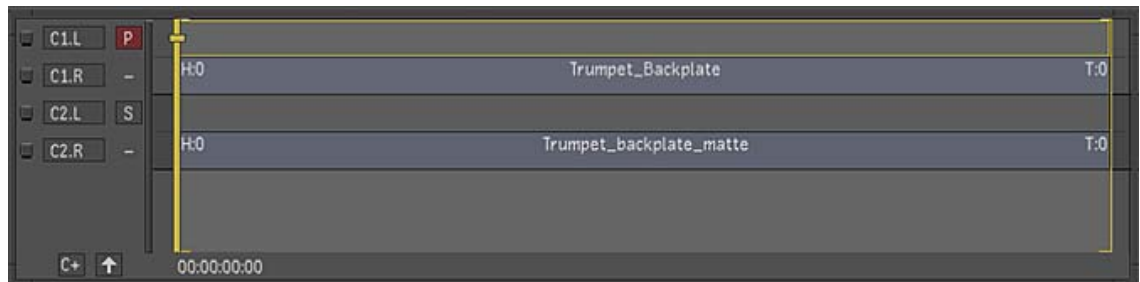 C1.L P
C1.R - H:0 Trumpet_Backplate T:0
C2.L S
C2.R - H:0 Trumpet_backplate_matte T:0
C+ 00:00:00:00